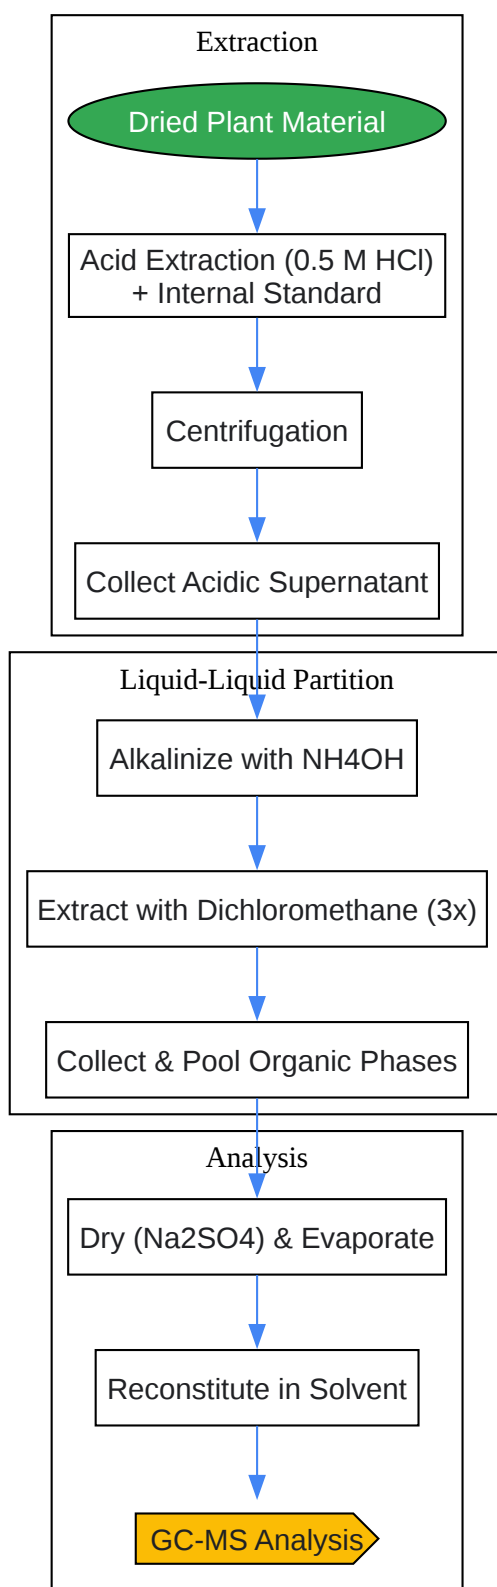 Extraction
Dried Plant Material
Acid Extraction (0.5 M HCl)
+ Internal Standard
Centrifugation
Collect Acidic Supernatant
Liquid-Liquid Partition
Alkalinize with NH4OH
Extract with Dichloromethane (3x)
Collect & Pool Organic Phases
Analysis
Dry (Na2SO4) & Evaporate
Reconstitute in Solvent
GC-MS Analysis